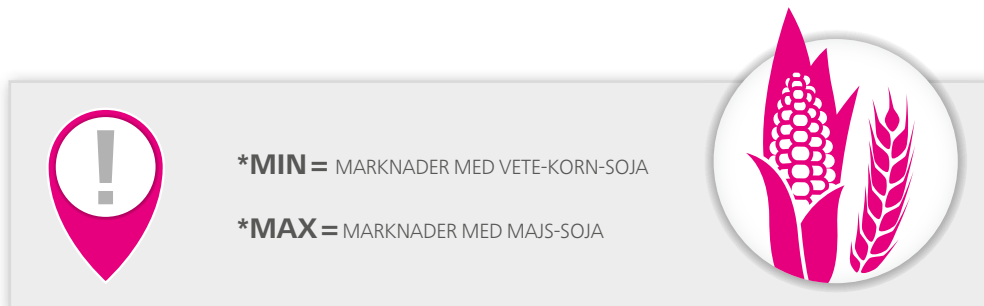 !
*MIN = MARKNADER MED VETE-KORN-SOJA
*MAX = MARKNADER MED MAJS-SOJA